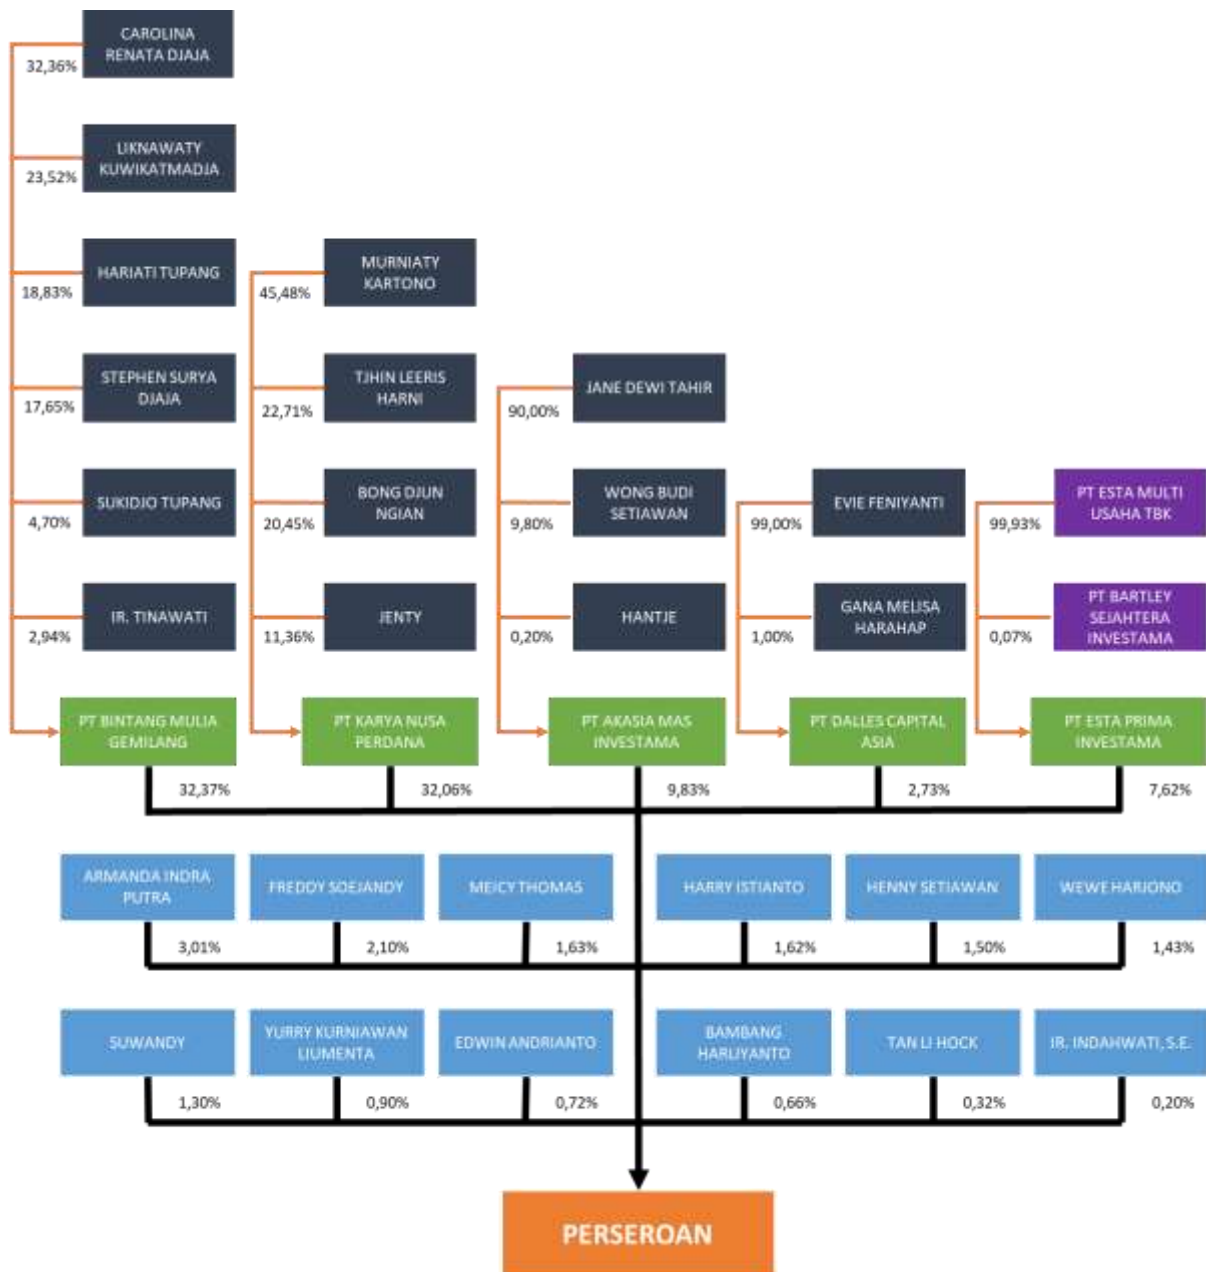 CAROLINA
RENATA DJAJA
32,36%
LIKNAWATY
KUWIKATMADJA
23,52%
HARIATI TUPANG
18,83%
MURNIATY
KARTONO
45,48%
STEPHEN SURYA
DJAJA
17,65%
TJHIN LEERIS
HARNI
22,71%
JANE DEWI TAHIR
90,00%
SUKIDJO TUPANG
4,70%
BONG DJUN
NGIAN
20,45%
WONG BUDI
SETIAWAN
9,80%
EVIE FENIYANTI
99,00%
PT ESTA MULTI
USAHA TBK
99,93%
IR. TINAWATI
2,94%
JENTY
11,36%
HANTJE
0,20%
GANA MELISA
HARAHAP
1,00%
PT BARTLEY
SEJAHTERA
INVESTAMA
0,07%
PT BINTANG MULIA
GEMILANG
PT KARYA NUSA
PERDANA
PT AKASIA MAS
INVESTAMA
PT DALLES CAPITAL
ASIA
PT ESTA PRIMA
INVESTAMA
32,37%
32,06%
9,83%
2,73%
7,62%
ARMANDA INDRA
PUTRA
FREDDY SOEJANDY
MEICY THOMAS
HARRY ISTIANTO
HENNY SETIAWAN
WEWE HARJONO
3,01%
2,10%
1,63%
1,62%
1,50%
1,43%
SUWANDY
YURRY KURNIAWAN
LIUMENTA
EDWIN ANDRIANTO
BAMBANG
HARLIYANTO
TAN LI HOCK
IR. INDAHWATI, S.E.
1,30%
0,90%
0,72%
0,66%
0,32%
0,20%
PERSEROAN